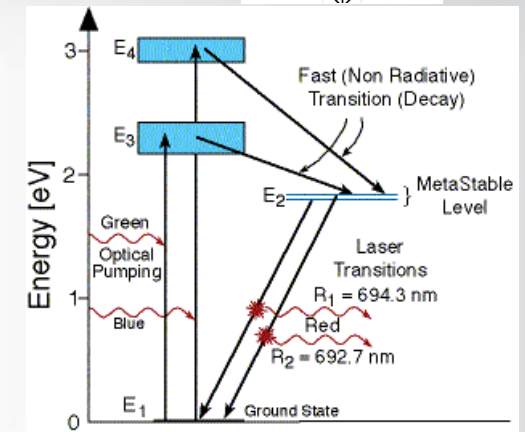 Energy [eV]
3
2
1
0
E4
E3
E2
E1
Fast (Non Radiative)
Transition (Decay)
MetaStable
Level
Green
Optical
Pumping
Blue
Laser
Transitions
R1 = 694.3 nm
Red
R2 = 692.7 nm
Ground State